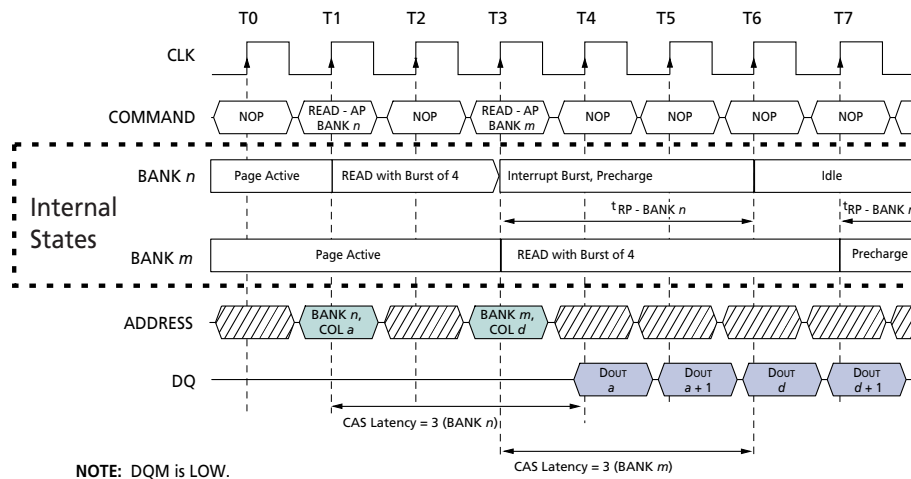 T0 T1 T2 T3 T4 T5 T6 T7
CLK
COMMAND NOP READ - AP BANK n NOP READ - AP BANK m NOP NOP NOP NOP
BANK n Page Active READ with Burst of 4 Interrupt Burst, Precharge Idle
Internal States
tRP - BANK n tRP - BANK
BANK m Page Active READ with Burst of 4 Precharge
ADDRESS BANK n, COL a BANK m, COL d
DQ DOUT a DOUT a + 1 DOUT d DOUT d + 1
CAS Latency = 3 (BANK n)
CAS Latency = 3 (BANK m)
NOTE: DQM is LOW.